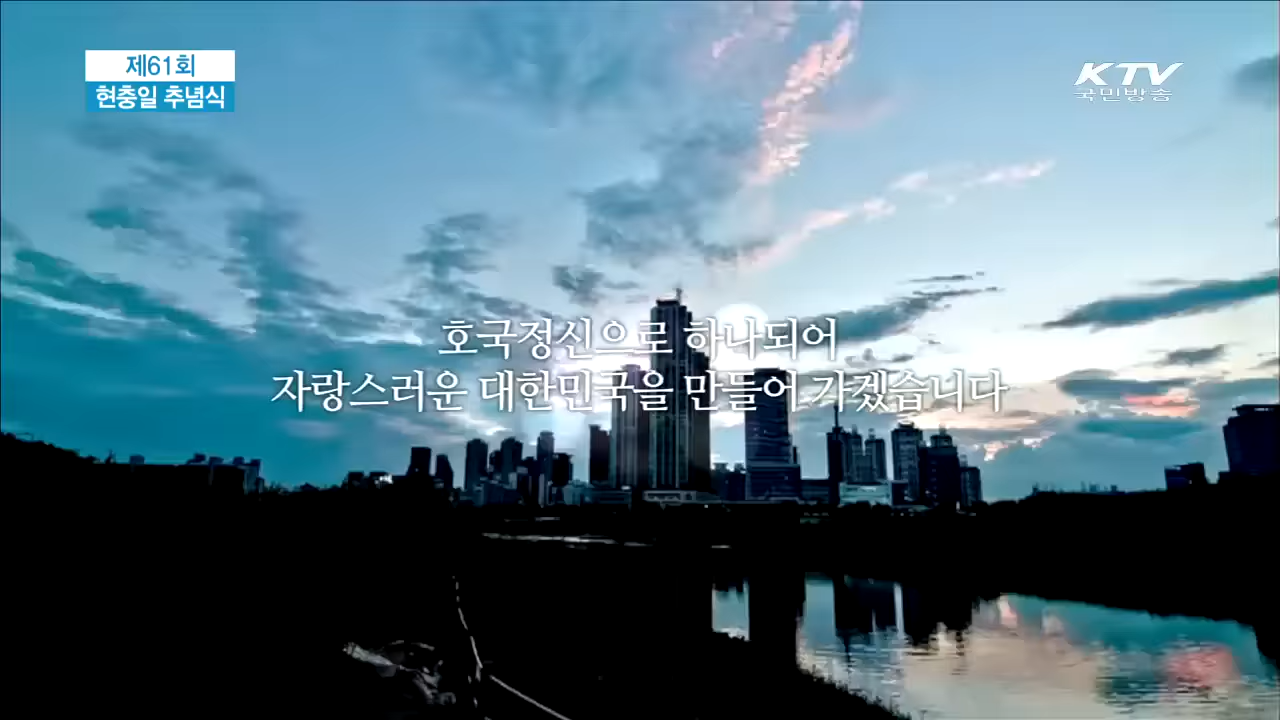 제61회
현충일 추념식
KTV
국민방송
호국정신으로 하나되어
자랑스러운 대한민국을 만들어 가겠습니다